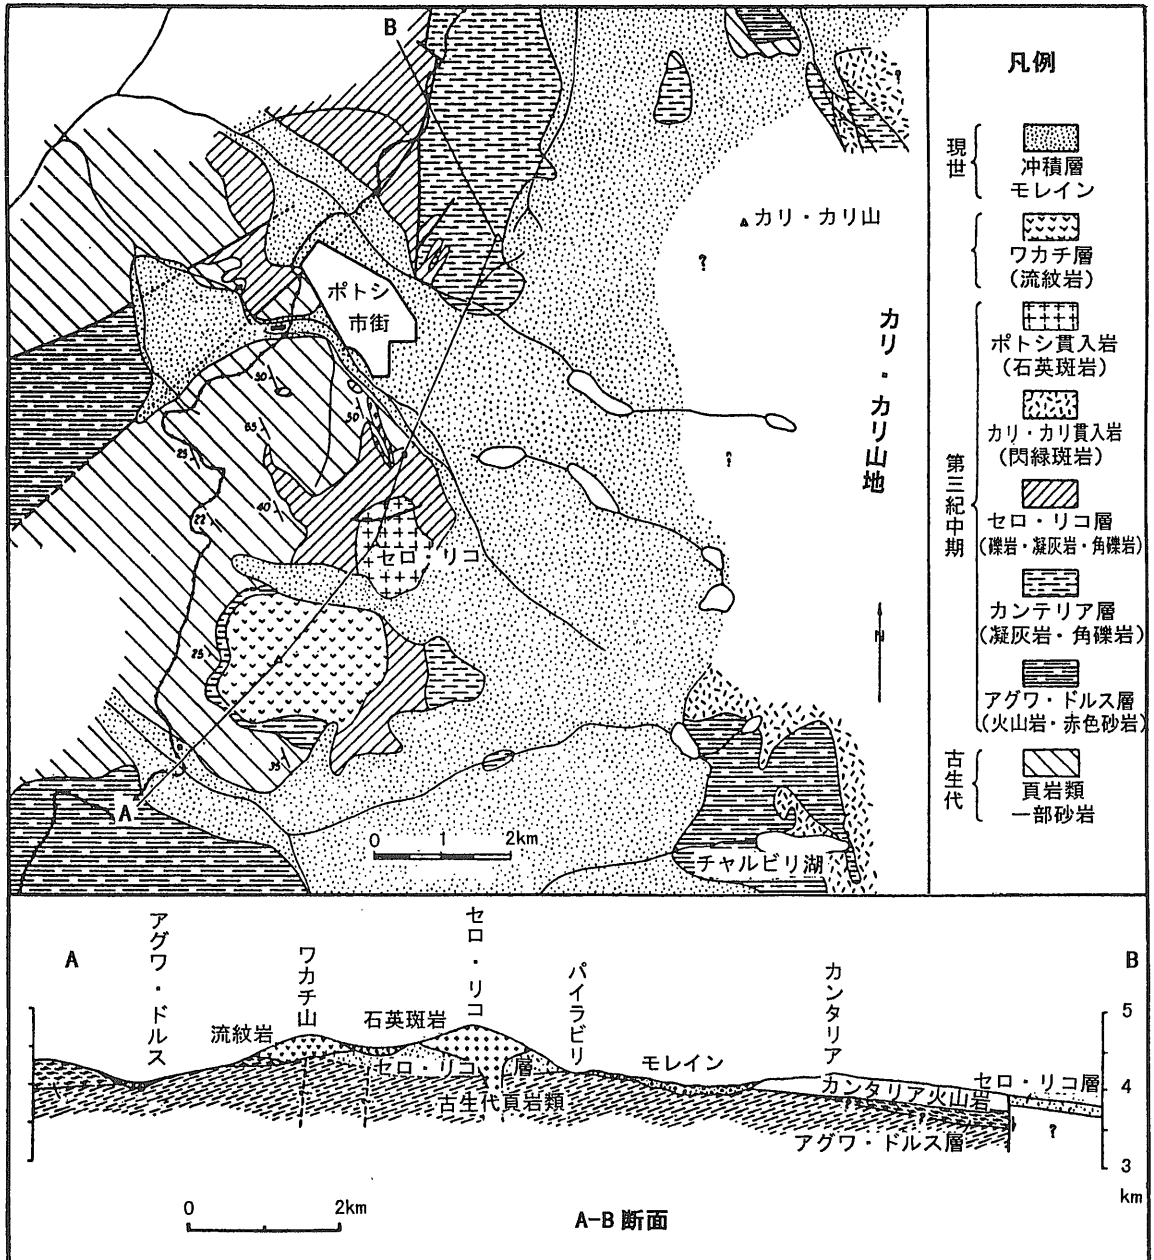 B
カリ・カリ山
?
?
?
?
ポトシ
市街
カリ・カリ山地
30
65
30
25
40
22
セロ・リコ
N
25
35
A
0 1 2km
チャルビリ湖
凡例
現世
冲積層
モレイン
ワカチ層
(流紋岩)
第三紀中期
ポトシ貫入岩
(石英斑岩)
カリ・カリ貫入岩
(閃緑斑岩)
セロ・リコ層
(礫岩・凝灰岩・角礫岩)
カンテリア層
(凝灰岩・角礫岩)
アグワ・ドルス層
(火山岩・赤色砂岩)
古生代
頁岩類
一部砂岩
A
アグワ・ドルス
ワカチ山
セロ・リコ
パイラビリ
カンタリア
B
流紋岩
石英斑岩
モレイン
セロ・リコ層
セロ・リコ層
カンタリア火山岩
古生代頁岩類
アグワ・ドルス層
?
?
?
?
5
4
3
km
0 2km
A-B 断面